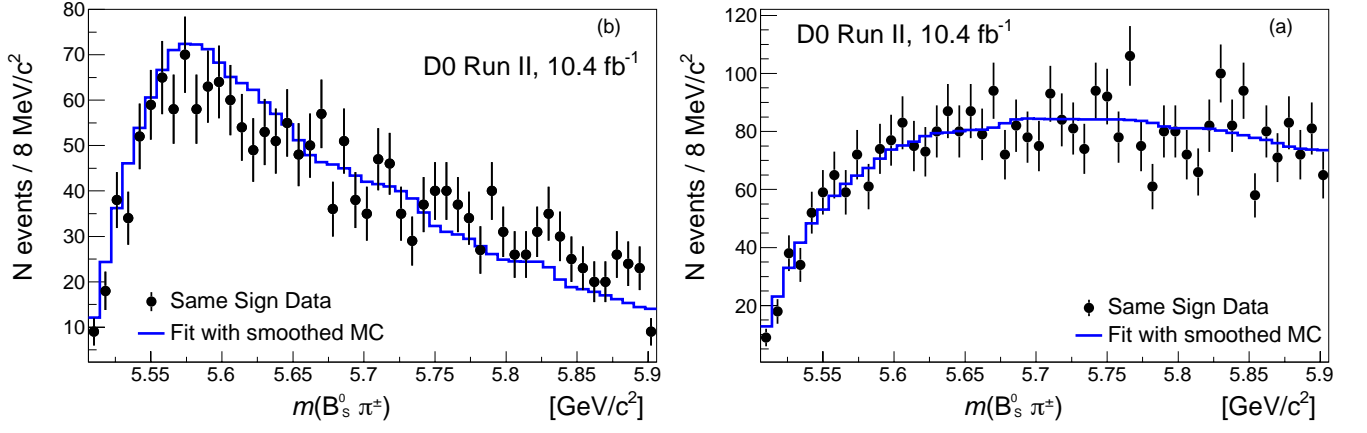 80
70
60
50
40
30
20
10
N events / 8 MeV/c²
(b)
D0 Run II, 10.4 fb⁻¹
Same Sign Data
Fit with smoothed MC
5.55 5.6 5.65 5.7 5.75 5.8 5.85 5.9
m(B⁰ₛ π±) [GeV/c²]
120
100
80
60
40
20
N events / 8 MeV/c²
D0 Run II, 10.4 fb⁻¹
(a)
Same Sign Data
Fit with smoothed MC
5.55 5.6 5.65 5.7 5.75 5.8 5.85 5.9
m(B⁰ₛ π±) [GeV/c²]